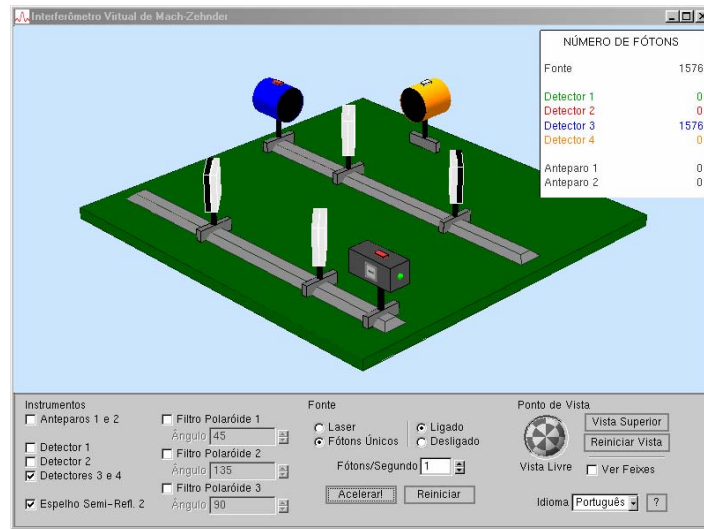 Interferômetro Virtual de Mach-Zehnder
NÚMERO DE FÓTONS
Fonte 1576
Detector 1 0
Detector 2 0
Detector 3 1576
Detector 4 0
Anteparo 1 0
Anteparo 2 0
Instrumentos
Anteparos 1 e 2
Detector 1
Detector 2
Detectores 3 e 4
Espelho Semi-Refl. 2
Filtro Polaróide 1
Ângulo 45
Filtro Polaróide 2
Ângulo 135
Filtro Polaróide 3
Ângulo 90
Fonte
Laser
Fótons Únicos
Ligado
Desligado
Fótons/Segundo 1
Acelerar!
Reiniciar
Ponto de Vista
Vista Livre
Vista Superior
Reiniciar Vista
Ver Feixes
Idioma Português ?